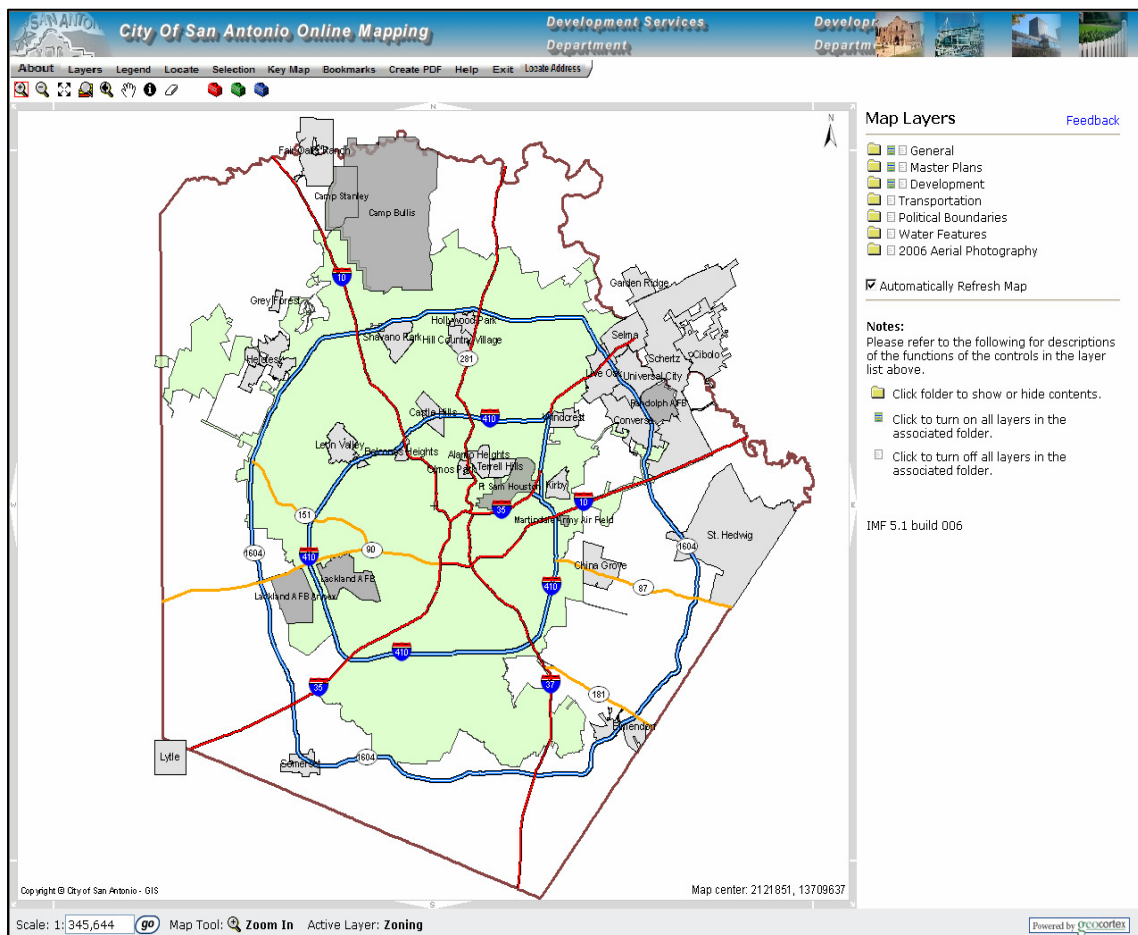 SAN ANTONIO
City Of San Antonio Online Mapping
Development Services
Department
Developm
Departm
About Layers Legend Locate Selection Key Map Bookmarks Create PDF Help Exit Locate Address
N
N
Map Layers
Feedback
General
Master Plans
Development
Transportation
Political Boundaries
Water Features
2006 Aerial Photography
Automatically Refresh Map
Notes:
Please refer to the following for descriptions
of the functions of the controls in the layer
list above.
Click folder to show or hide contents.
Click to turn on all layers in the
associated folder.
Click to turn off all layers in the
associated folder.
IMF 5.1 build 006
Fair Oaks Ranch
Camp Stanley
Camp Bullis
10
Garden Ridge
Grey Forest
Hollywood Park
Shavano Park
Hill Country Village
Selma
Helotes
281
Schertz
Cibolo
Live Oak
Universal City
Randolph AFB
Castle Hills
410
Windcrest
Converse
Leon Valley
Balcones Heights
Alamo Heights
Olmos Park
Terrell Hills
Ft Sam Houston
Kirby
10
35
151
Martindale Army Air Field
St. Hedwig
1604
90
1604
410
China Grove
Lackland AFB
410
87
Lackland AFB Annex
410
35
37
181
Elmendorf
Lytle
Somerset
1604
W
E
S
Copyright © City of San Antonio - GIS
Map center: 2121851, 13709637
Scale: 1: 345,644 go Map Tool: Zoom In Active Layer: Zoning
Powered by geocortex